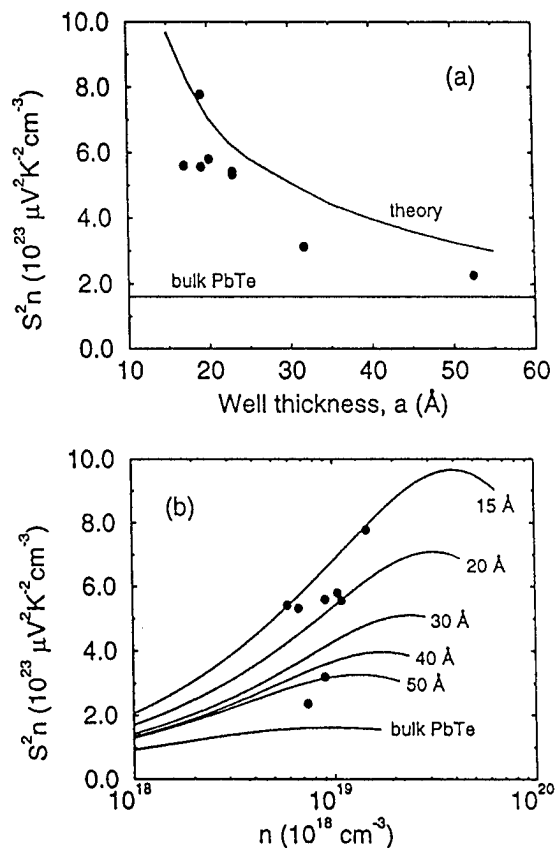 10.0
8.0
6.0
4.0
2.0
0.0
S²n (10²³ μV²K⁻²cm⁻³)
(a)
theory
bulk PbTe
10 20 30 40 50 60
Well thickness, a (Å)
10.0
8.0
6.0
4.0
2.0
0.0
S²n (10²³ μV²K⁻²cm⁻³)
(b)
15 Å
20 Å
30 Å
40 Å
50 Å
bulk PbTe
10¹⁸ 10¹⁹ 10²⁰
n (10¹⁸ cm⁻³)